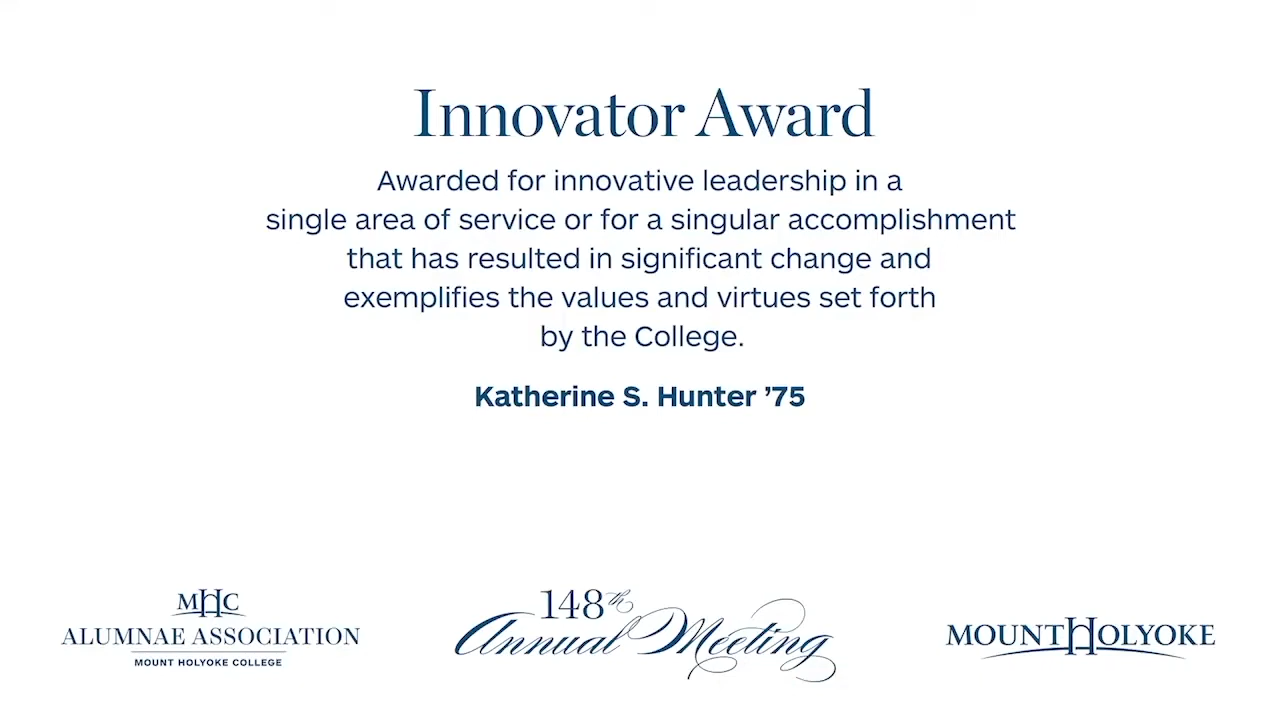 Innovator Award
Awarded for innovative leadership in a
single area of service or for a singular accomplishment
that has resulted in significant change and
exemplifies the values and virtues set forth
by the College.
Katherine S. Hunter ’75
MHC
ALUMNAE ASSOCIATION
MOUNT HOLYOKE COLLEGE
148th
Annual Meeting
MOUNT HOLYOKE